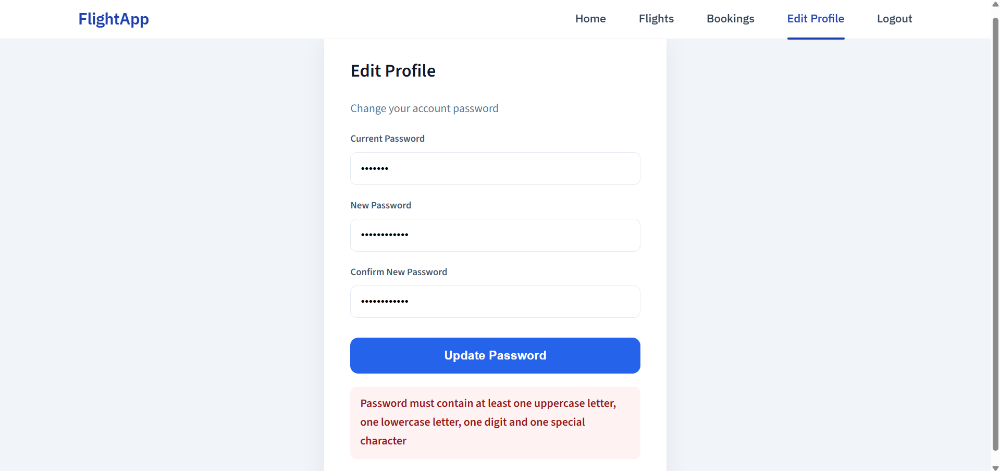 FlightApp
Home
Flights
Bookings
Edit Profile
Logout
Edit Profile
Change your account password
Current Password
•••••••
New Password
••••••••••••
Confirm New Password
••••••••••••
Update Password
Password must contain at least one uppercase letter,
one lowercase letter, one digit and one special
character